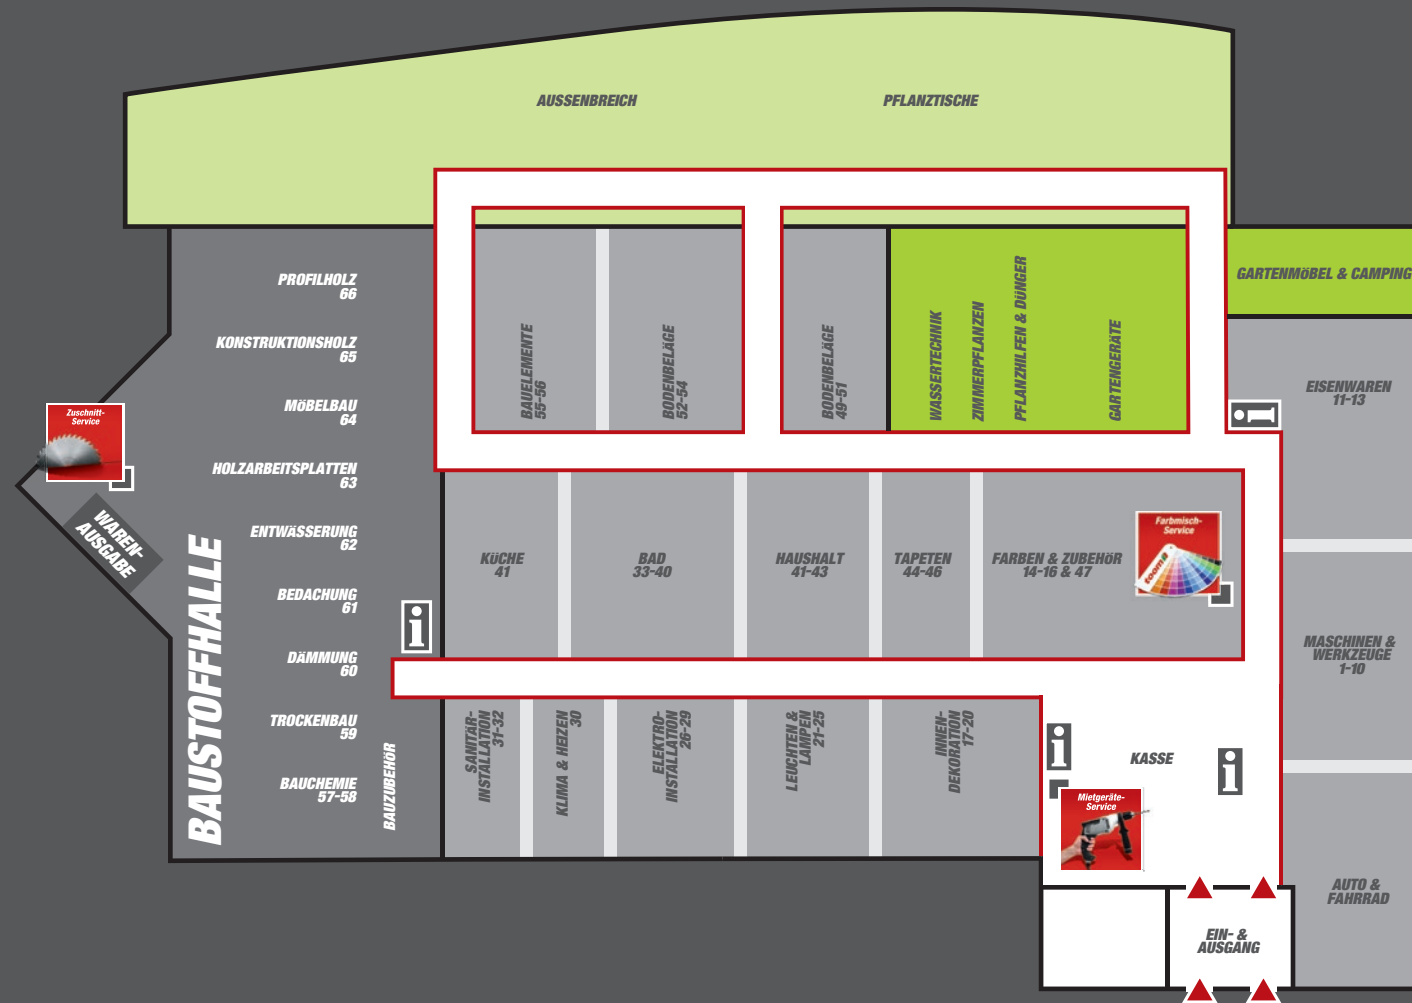 AUSSENBREICH
PFLANZTISCHE
PROFILHOLZ
66
KONSTRUKTIONSHOLZ
65
MÖBELBAU
64
HOLZARBEITSPLATTEN
63
ENTWÄSSERUNG
62
BEDACHUNG
61
DÄMMUNG
60
TROCKENBAU
59
BAUCHEMIE
57-58
BAUZUBEHÖR
BAUSTOFFHALLE
Zuschnitt-
Service
WAREN-
AUSGABE
BAUELEMENTE
55-56
BODENBELÄGE
52-54
BODENBELÄGE
49-51
WASSERTECHNIK
ZIMMERPFLANZEN
PFLANZHILFEN & DÜNGER
GARTENGERÄTE
GARTENMÖBEL & CAMPING
EISENWAREN
11-13
i
KÜCHE
41
BAD
33-40
HAUSHALT
41-43
TAPETEN
44-46
FARBEN & ZUBEHÖR
14-16 & 47
Farbmisch-
Service
toom
i
MASCHINEN &
WERKZEUGE
1-10
SANITÄR-
INSTALLATION
31-32
KLIMA & HEIZEN
30
ELEKTRO-
INSTALLATION
26-29
LEUCHTEN &
LAMPEN
21-25
INNEN-
DEKORATION
17-20
i
KASSE
i
Mietgeräte-
Service
AUTO &
FAHRRAD
EIN- &
AUSGANG